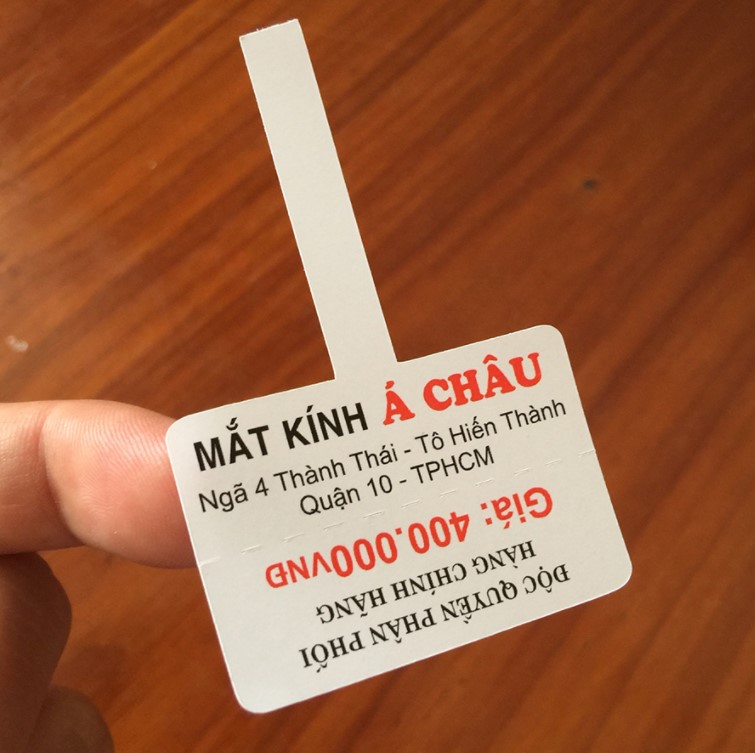 MẮT KÍNH Á CHÂU
Ngã 4 Thành Thái - Tô Hiến Thành
Quận 10 - TPHCM
ĐỘC QUYỀN PHÂN PHỐI
HÀNG CHÍNH HÃNG
Giá: 400.000VNĐ